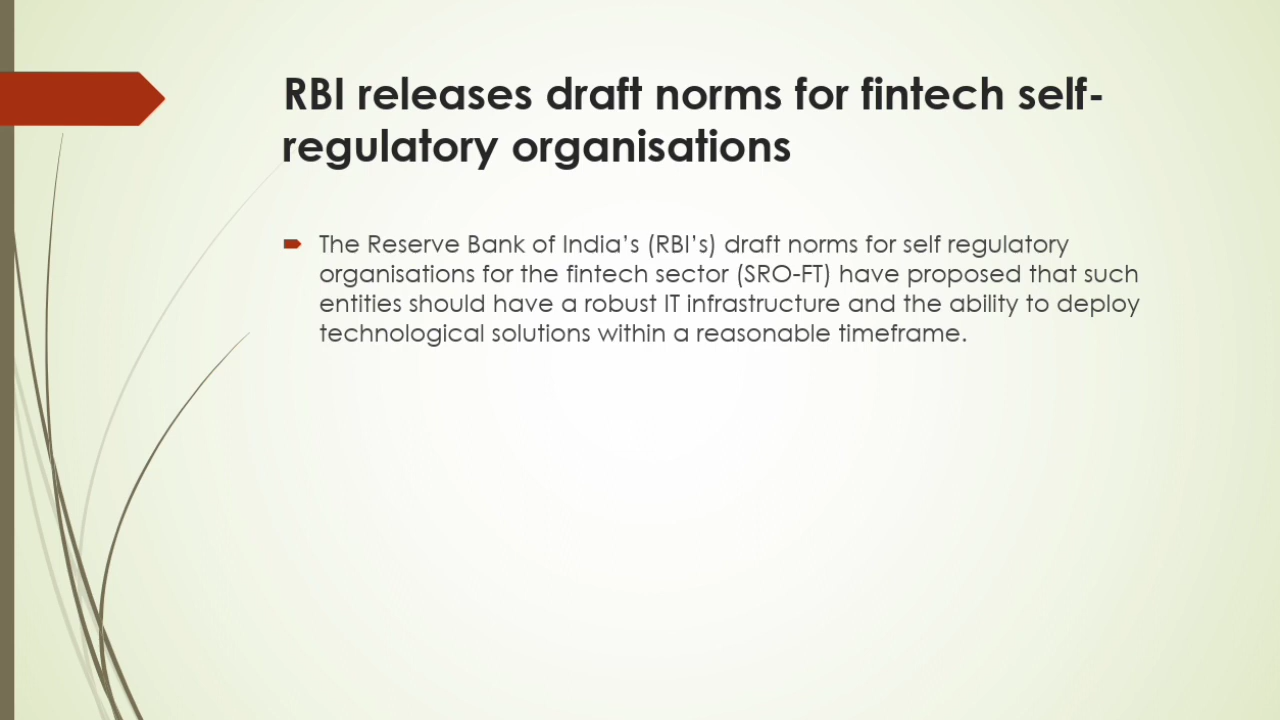 RBI releases draft norms for fintech self-
regulatory organisations
The Reserve Bank of India’s (RBI’s) draft norms for self regulatory
organisations for the fintech sector (SRO-FT) have proposed that such
entities should have a robust IT infrastructure and the ability to deploy
technological solutions within a reasonable timeframe.